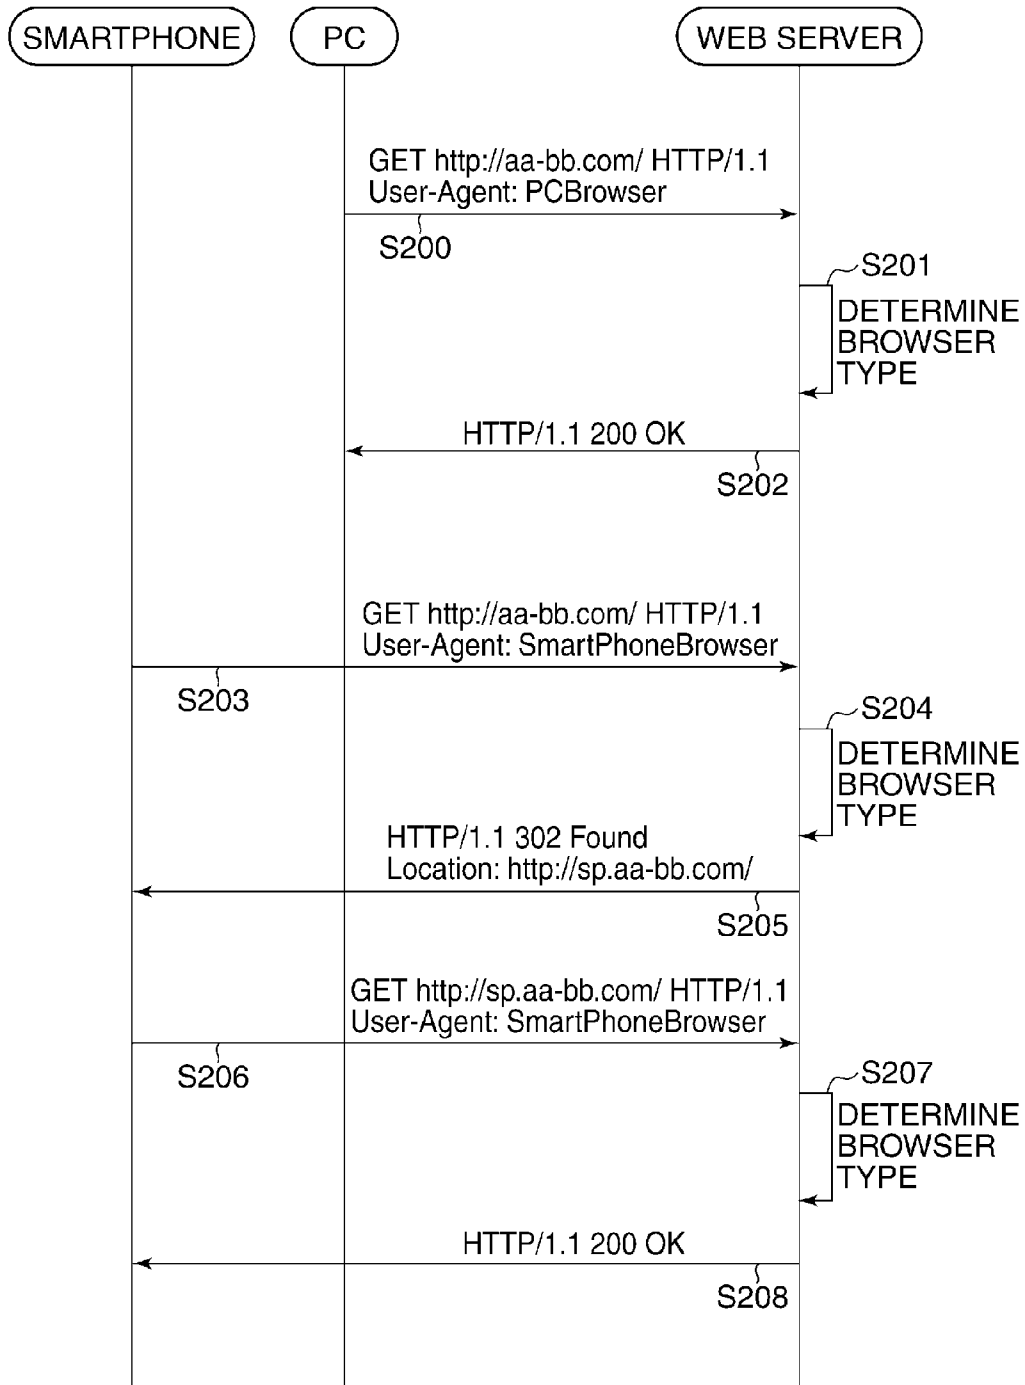 SMARTPHONE
PC
WEB SERVER
GET http://aa-bb.com/ HTTP/1.1
User-Agent: PCBrowser
S200
S201
DETERMINE
BROWSER
TYPE
HTTP/1.1 200 OK
S202
GET http://aa-bb.com/ HTTP/1.1
User-Agent: SmartPhoneBrowser
S203
S204
DETERMINE
BROWSER
TYPE
HTTP/1.1 302 Found
Location: http://sp.aa-bb.com/
S205
GET http://sp.aa-bb.com/ HTTP/1.1
User-Agent: SmartPhoneBrowser
S206
S207
DETERMINE
BROWSER
TYPE
HTTP/1.1 200 OK
S208